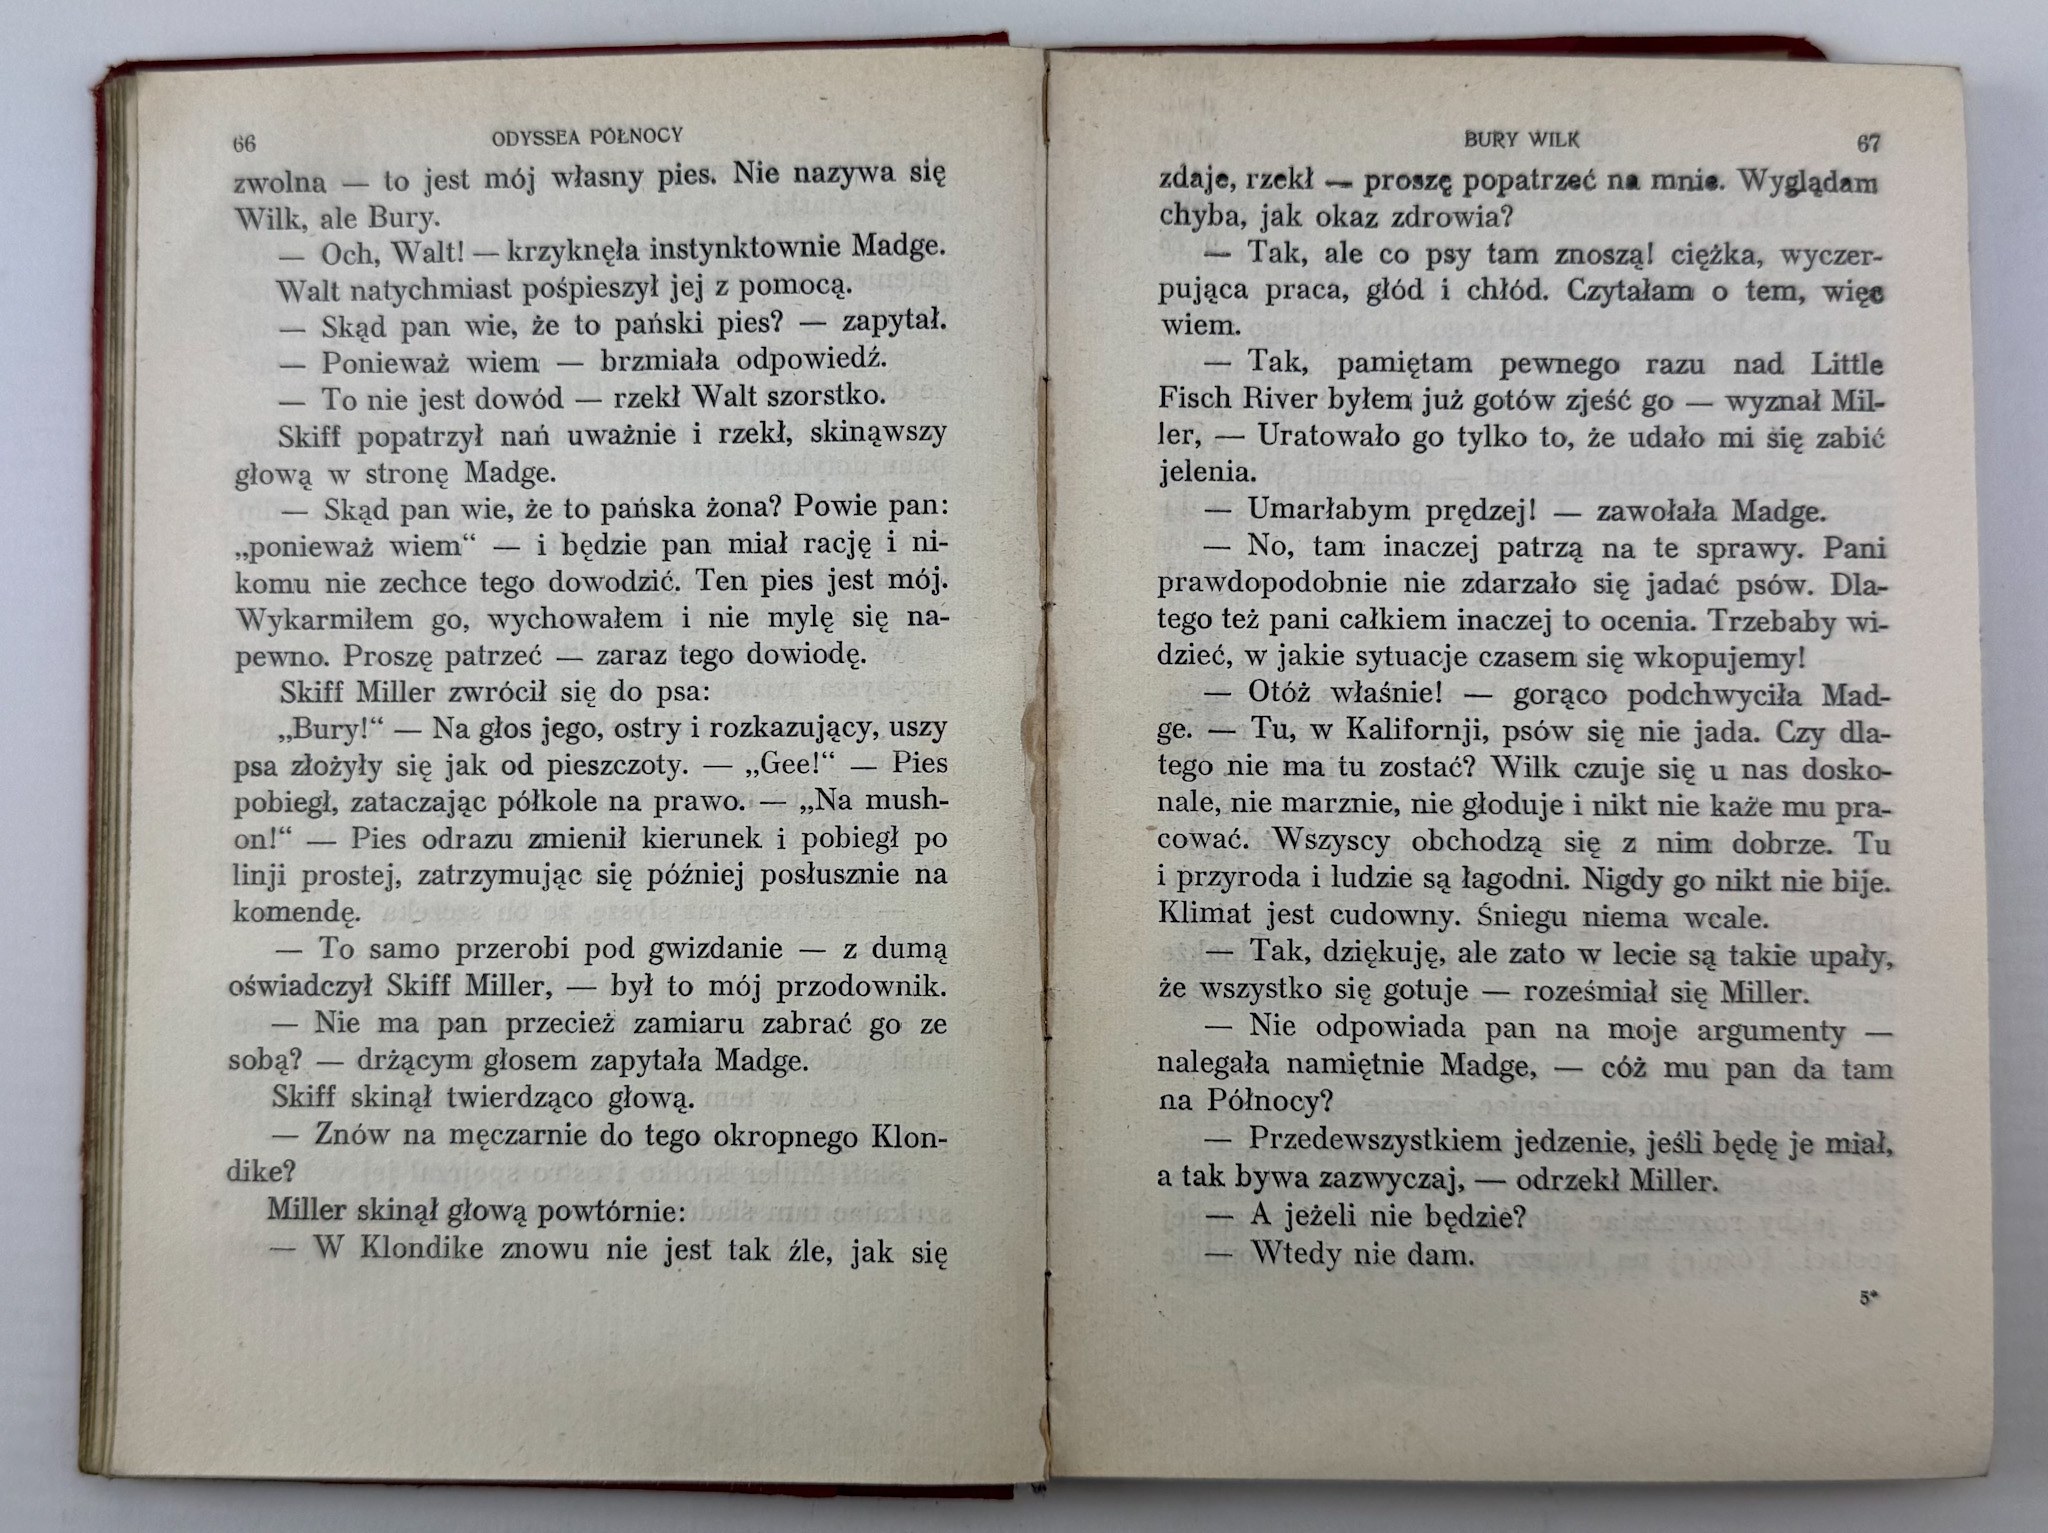 66
ODYSSEA PÓŁNOCY
zwolna — to jest mój własny pies. Nie nazywa się
Wilk, ale Bury.
— Och, Walt! — krzyknęła instynktownie Madge.
Walt natychmiast pośpieszył jej z pomocą.
— Skąd pan wie, że to pański pies? — zapytał.
— Ponieważ wiem — brzmiała odpowiedź.
— To nie jest dowód — rzekł Walt szorstko.
Skiff popatrzył nań uważnie i rzekł, skinąwszy
głową w stronę Madge.
— Skąd pan wie, że to pańska żona? Powie pan:
„ponieważ wiem“ — i będzie pan miał rację i ni-
komu nie zechce tego dowodzić. Ten pies jest mój.
Wykarmiłem go, wychowałem i nie mylę się na-
pewno. Proszę patrzeć — zaraz tego dowiodę.
Skiff Miller zwrócił się do psa:
„Bury!“ — Na głos jego, ostry i rozkazujący, uszy
psa złożyły się jak od pieszczoty. — „Gee!“ — Pies
pobiegł, zataczając półkole na prawo. — „Na mush-
on!“ — Pies odrazu zmienił kierunek i pobiegł po
linji prostej, zatrzymując się później posłusznie na
komendę.
— To samo przerobi pod gwizdanie — z dumą
oświadczył Skiff Miller, — był to mój przodownik.
— Nie ma pan przecież zamiaru zabrać go ze
sobą? — drżącym głosem zapytała Madge.
Skiff skinął twierdząco głową.
— Znów na męczarnie do tego okropnego Klon-
dike?
Miller skinął głową powtórnie:
— W Klondike znowu nie jest tak źle, jak się
BURY WILK
67
zdaje, rzekł — proszę popatrzeć na mnie. Wyglądam
chyba, jak okaz zdrowia?
— Tak, ale co psy tam znoszą! ciężka, wyczer-
pująca praca, głód i chłód. Czytałam o tem, więc
wiem.
— Tak, pamiętam pewnego razu nad Little
Fisch River byłem już gotów zjeść go — wyznał Mil-
ler, — Uratowało go tylko to, że udało mi się zabić
jelenia.
— Umarłabym prędzej! — zawołała Madge.
— No, tam inaczej patrzą na te sprawy. Pani
prawdopodobnie nie zdarzało się jadać psów. Dla-
tego też pani całkiem inaczej to ocenia. Trzebaby wi-
dzieć, w jakie sytuacje czasem się wkopujemy!
— Otóż właśnie! — gorąco podchwyciła Mad-
ge. — Tu, w Kalifornji, psów się nie jada. Czy dla-
tego nie ma tu zostać? Wilk czuje się u nas dosko-
nale, nie marznie, nie głoduje i nikt nie każe mu pra-
cować. Wszyscy obchodzą się z nim dobrze. Tu
i przyroda i ludzie są łagodni. Nigdy go nikt nie bije.
Klimat jest cudowny. Śniegu niema wcale.
— Tak, dziękuję, ale zato w lecie są takie upały,
że wszystko się gotuje — roześmiał się Miller.
— Nie odpowiada pan na moje argumenty —
nalegała namiętnie Madge, — cóż mu pan da tam
na Północy?
— Przedewszystkiem jedzenie, jeśli będę je miał,
a tak bywa zazwyczaj, — odrzekł Miller.
— A jeżeli nie będzie?
— Wtedy nie dam.
5*